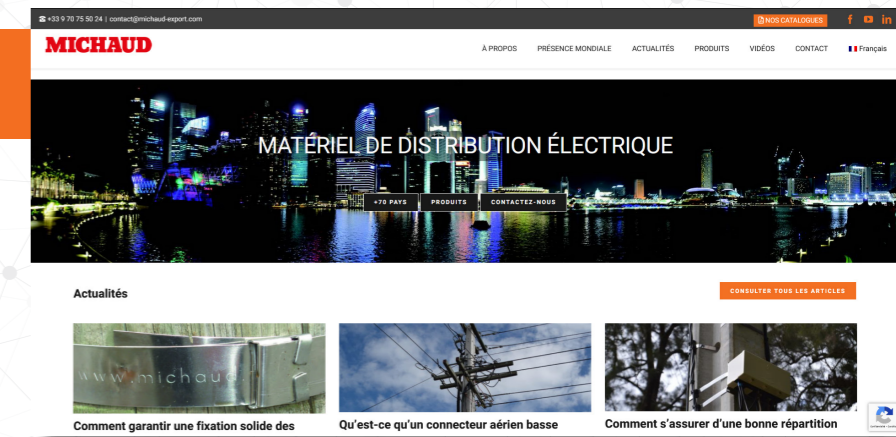 +33 9 70 75 50 24 | contact@michaud-export.com
NOS CATALOGUES
MICHAUD
À PROPOS PRÉSENCE MONDIALE ACTUALITÉS PRODUITS VIDÉOS CONTACT Français
MATÉRIEL DE DISTRIBUTION ÉLECTRIQUE
+70 PAYS PRODUITS CONTACTEZ-NOUS
Actualités
CONSULTER TOUS LES ARTICLES
www.michaud
Comment garantir une fixation solide des
Qu'est-ce qu'un connecteur aérien basse
Comment s'assurer d'une bonne répartition